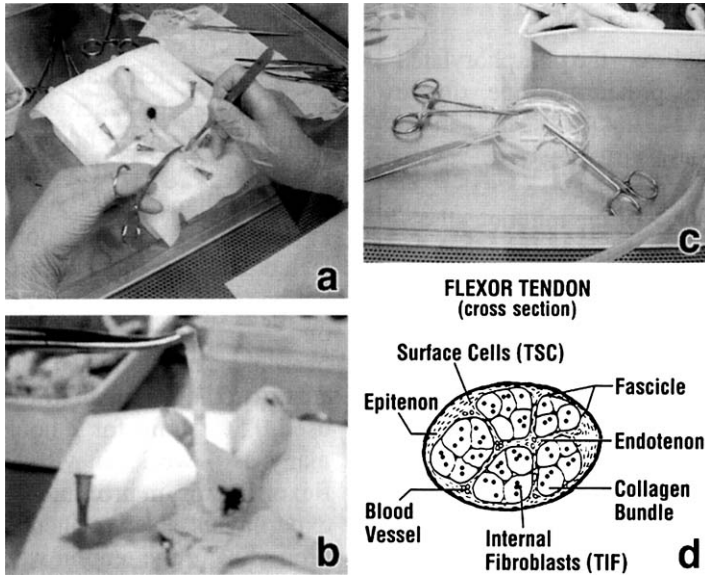 a
c
b
FLEXOR TENDON
(cross section)
Surface Cells (TSC)
Epitenon
Fascicle
Endotenon
Blood
Vessel
Collagen
Bundle
Internal
Fibroblasts (TIF)
d